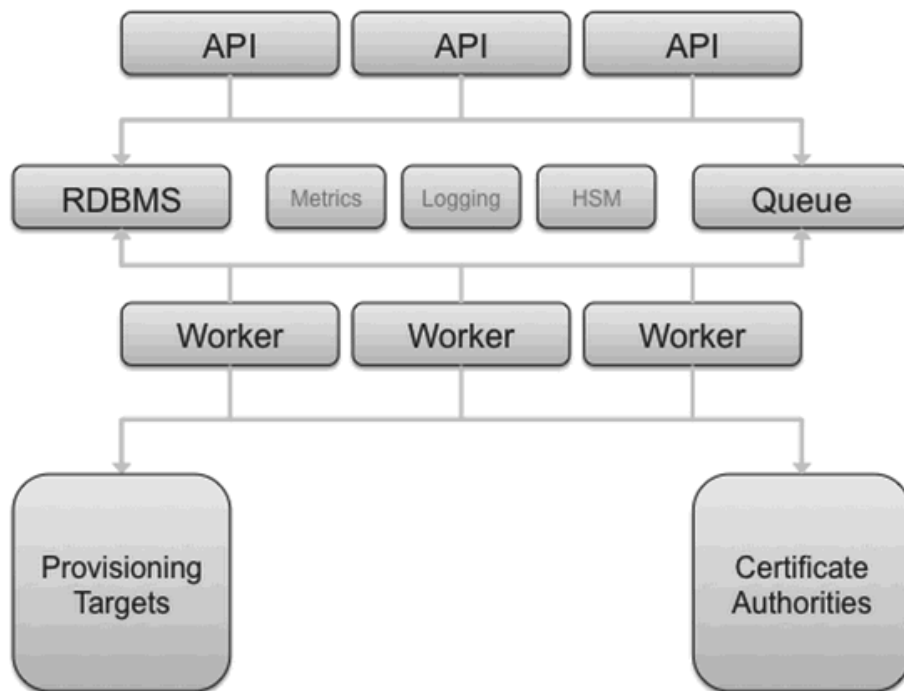 API
API
API
RDBMS
Metrics
Logging
HSM
Queue
Worker
Worker
Worker
Provisioning
Targets
Certificate
Authorities